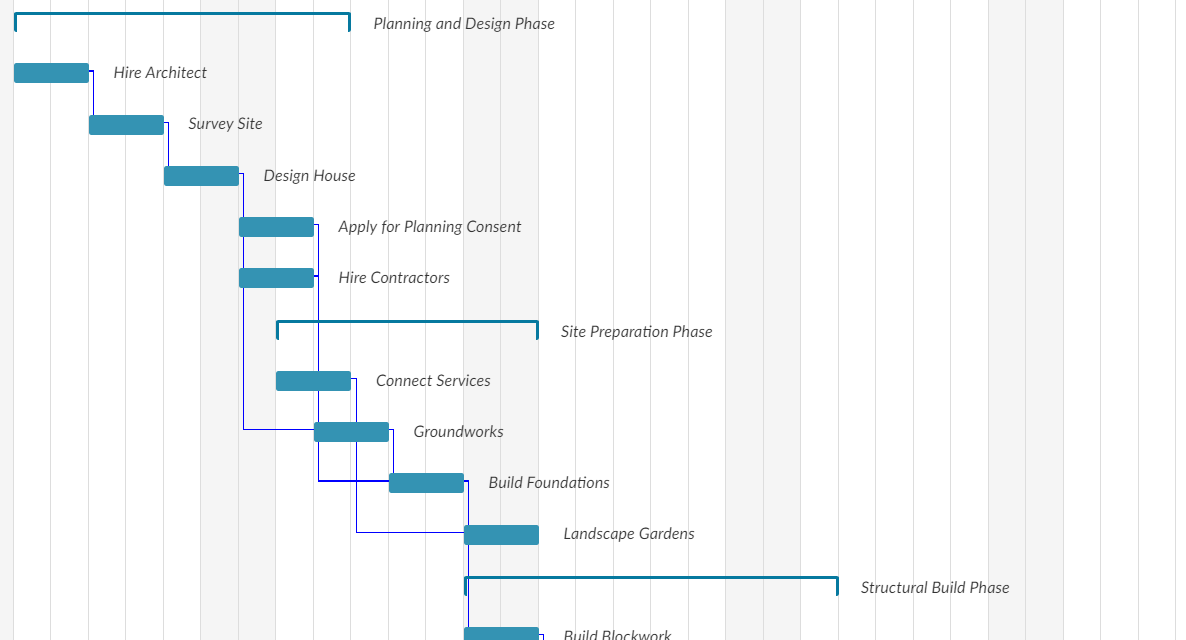 Planning and Design Phase
Hire Architect
Survey Site
Design House
Apply for Planning Consent
Hire Contractors
Site Preparation Phase
Connect Services
Groundworks
Build Foundations
Landscape Gardens
Structural Build Phase
Build Blockwork